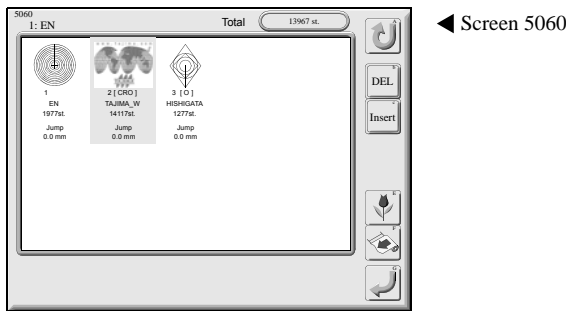 5060
1: EN
Total
13967 st.
A
◀ Screen 5060
DEL
Insert
1
EN
1977st.
Jump
0.0 mm
2 [ CRO ]
TAJIMA_W
14117st.
Jump
0.0 mm
3 [ O ]
HISHIGATA
1277st.
Jump
0.0 mm
E
F
G